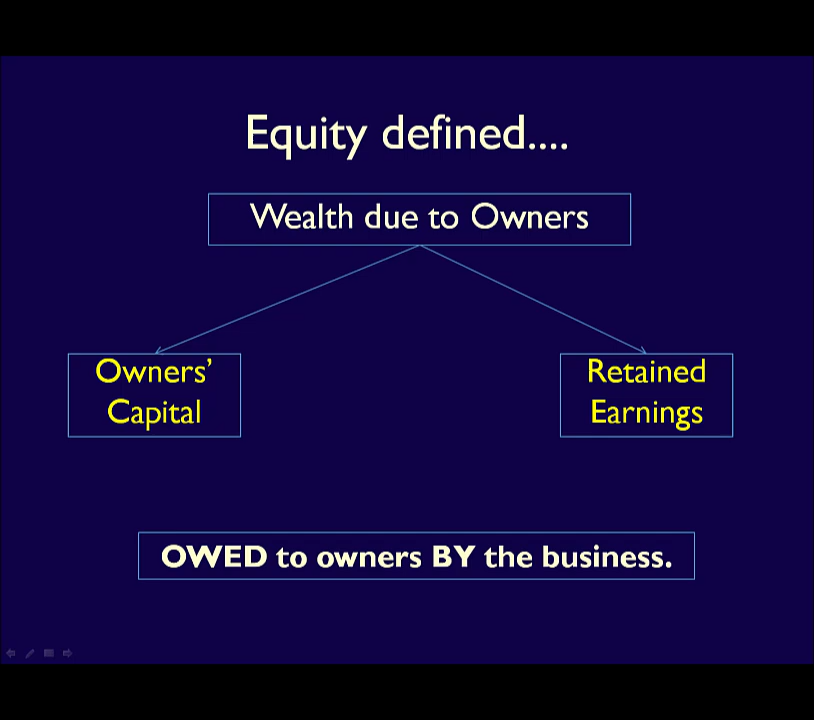 Equity defined....
Wealth due to Owners
Owners’
Capital
Retained
Earnings
OWED to owners BY the business.